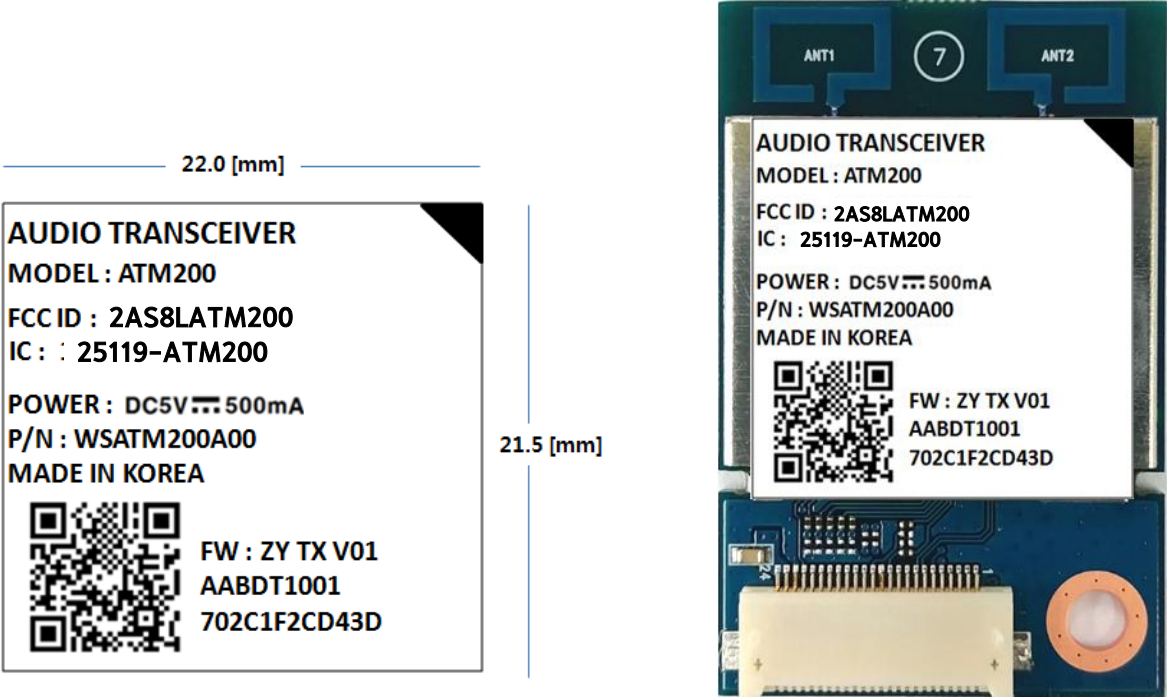 22.0 [mm]
AUDIO TRANSCEIVER
MODEL : ATM200
FCC ID : 2AS8LATM200
IC : : 25119-ATM200
POWER : DC5V⎓500mA
P/N : WSATM200A00
MADE IN KOREA
FW : ZY TX V01
AABDT1001
702C1F2CD43D
21.5 [mm]
ANT1
7
ANT2
AUDIO TRANSCEIVER
MODEL : ATM200
FCC ID : 2AS8LATM200
IC : 25119-ATM200
POWER : DC5V⎓500mA
P/N : WSATM200A00
MADE IN KOREA
FW : ZY TX V01
AABDT1001
702C1F2CD43D
24
1